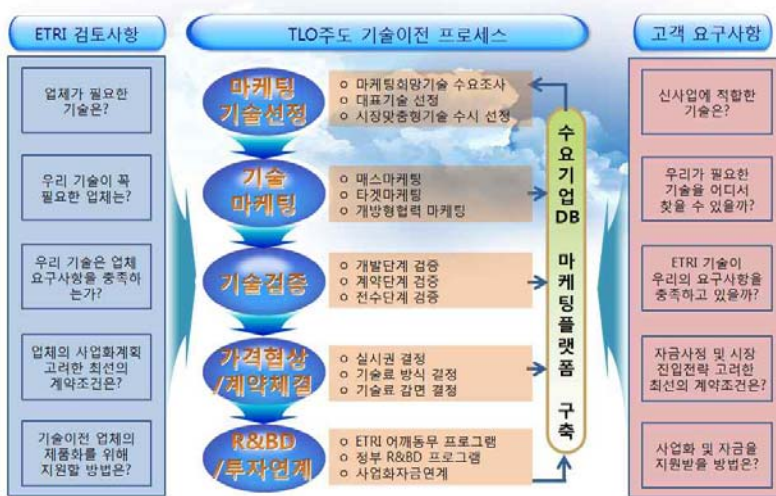 ETRI 검토사항
TLO주도 기술이전 프로세스
고객 요구사항
업체가 필요한
기술은?
우리 기술이 꼭
필요한 업체는?
우리 기술은 업체
요구사항을 충족하
는가?
업체의 사업화계획
고려한 최선의
계약조건은?
기술이전 업체의
제품화를 위해
지원할 방법은?
마케팅
기술선정
o 마케팅희망기술 수요조사
o 대표기술 선정
o 시장맞춤형기술 수시 선정
기술
마케팅
o 매스마케팅
o 타겟마케팅
o 개방형협력 마케팅
기술검증
o 개발단계 검증
o 계약단계 검증
o 전수단계 검증
가격협상
/계약체결
o 실시권 결정
o 기술료 방식 결정
o 기술료 감면 결정
R&BD
/투자연계
o ETRI 어깨동무 프로그램
o 정부 R&BD 프로그램
o 사업화자금연계
수요기업 DB 마케팅플랫폼 구축
신사업에 적합한
기술은?
우리가 필요한
기술을 어디서
찾을 수 있을까?
ETRI 기술이
우리의 요구사항을
충족하고 있을까?
자금사정 및 시장
진입전략 고려한
최선의 계약조건은?
사업화 및 자금을
지원받을 방법은?